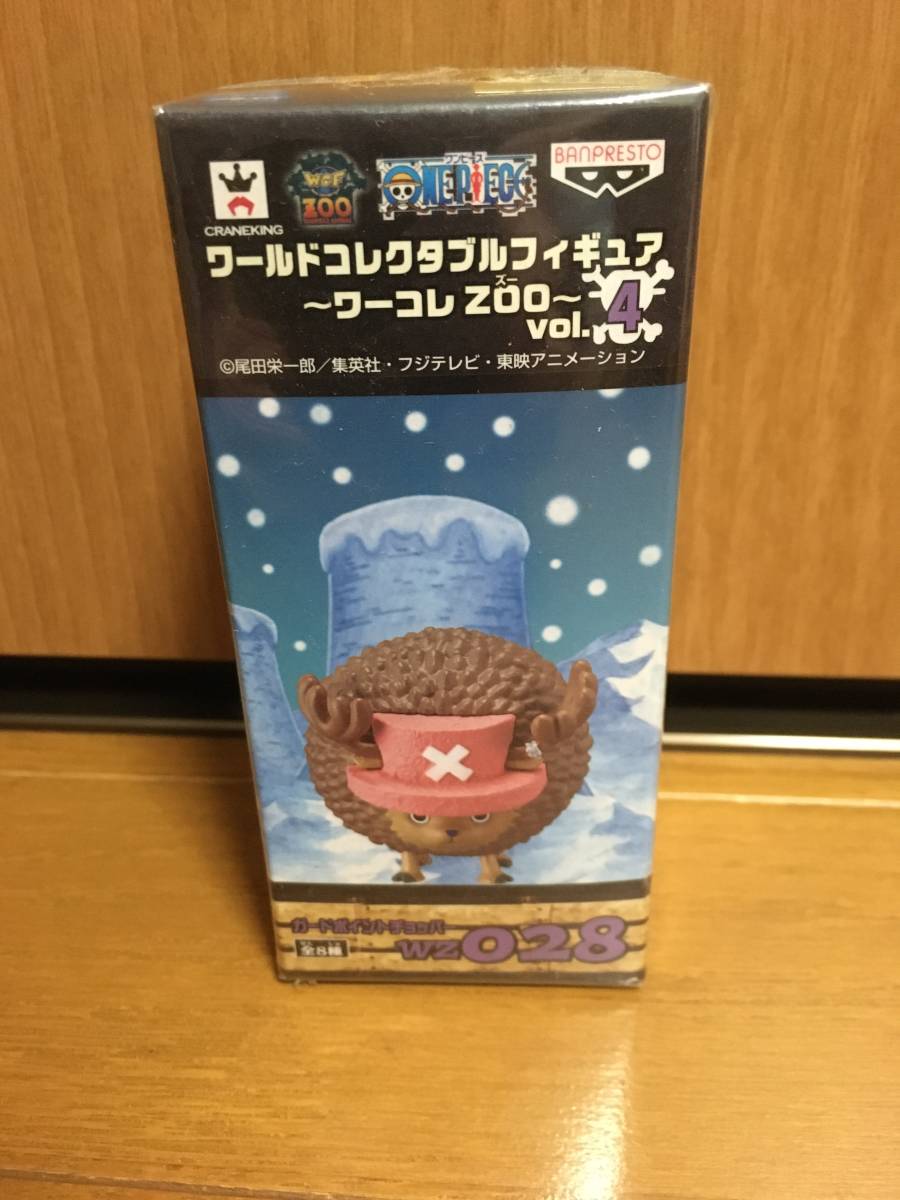 CRANEKING
WCF
ZOO
ワンピース
ONE PIECE
BANPRESTO
ワールドコレクタブルフィギュア
ズー
~ワーコレ ZOO~
vol. 4
©尾田栄一郎/集英社・フジテレビ・東映アニメーション
ガードポイントチョッパー
全8種
WZ028